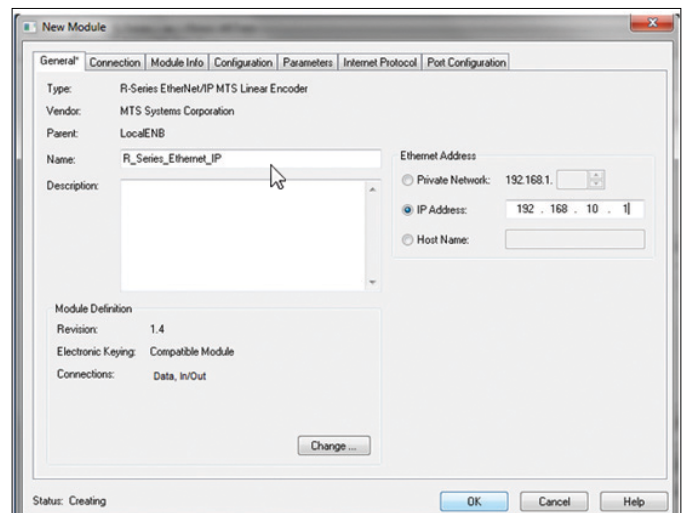 New Module
General* Connection Module Info Configuration Parameters Internet Protocol Port Configuration
Type: R-Series EtherNet/IP MTS Linear Encoder
Vendor: MTS Systems Corporation
Parent: LocalENB
Name: R_Series_Ethernet_IP
Description:
Ethernet Address
Private Network: 192.168.1.
IP Address: 192 . 168 . 10 . 1
Host Name:
Module Definition
Revision: 1.4
Electronic Keying: Compatible Module
Connections: Data, In/Out
Change ...
Status: Creating
OK Cancel Help